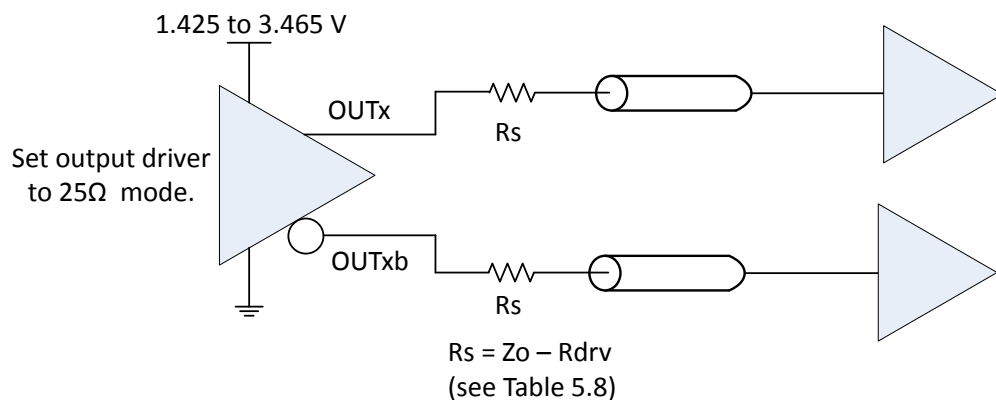 1.425 to 3.465 V
OUTx
Rs
Set output driver
to 25Ω mode.
OUTxb
Rs
Rs = Zo – Rdrv
(see Table 5.8)